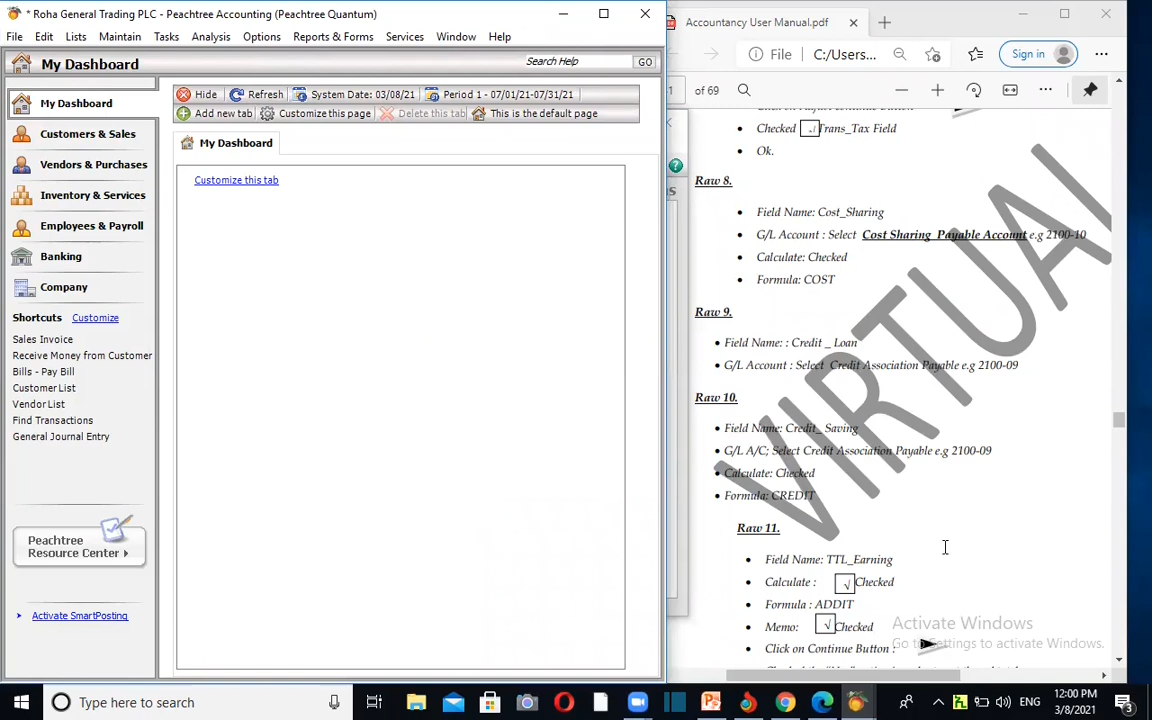 * Roha General Trading PLC - Peachtree Accounting (Peachtree Quantum)
File Edit Lists Maintain Tasks Analysis Options Reports & Forms Services Window Help
My Dashboard
Search Help
GO
My Dashboard
Customers & Sales
Vendors & Purchases
Inventory & Services
Employees & Payroll
Banking
Company
Shortcuts Customize
Sales Invoice
Receive Money from Customer
Bills - Pay Bill
Customer List
Vendor List
Find Transactions
General Journal Entry
Peachtree
Resource Center
Activate SmartPosting
Hide Refresh System Date: 03/08/21 Period 1 - 07/01/21-07/31/21
Add new tab Customize this page Delete this tab This is the default page
My Dashboard
Customize this tab
Accountancy User Manual.pdf
File C:/Users... Sign in
of 69
Checked Trans_Tax Field
Ok.
Raw 8.
Field Name: Cost_Sharing
G/L Account : Select Cost Sharing Payable Account e.g 2100-10
Calculate: Checked
Formula: COST
Raw 9.
Field Name: : Credit _ Loan
G/L Account : Select Credit Association Payable e.g 2100-09
Raw 10.
Field Name: Credit_ Saving
G/L A/C; Select Credit Association Payable e.g 2100-09
Calculate: Checked
Formula: CREDIT
Raw 11.
Field Name: TTL_Earning
Calculate : √ Checked
Formula : ADDIT
Memo: √ Checked
Click on Continue Button :
VIRTUAL
Activate Windows
Go to Settings to activate Windows.
Type here to search
ENG
12:00 PM
3/8/2021
3